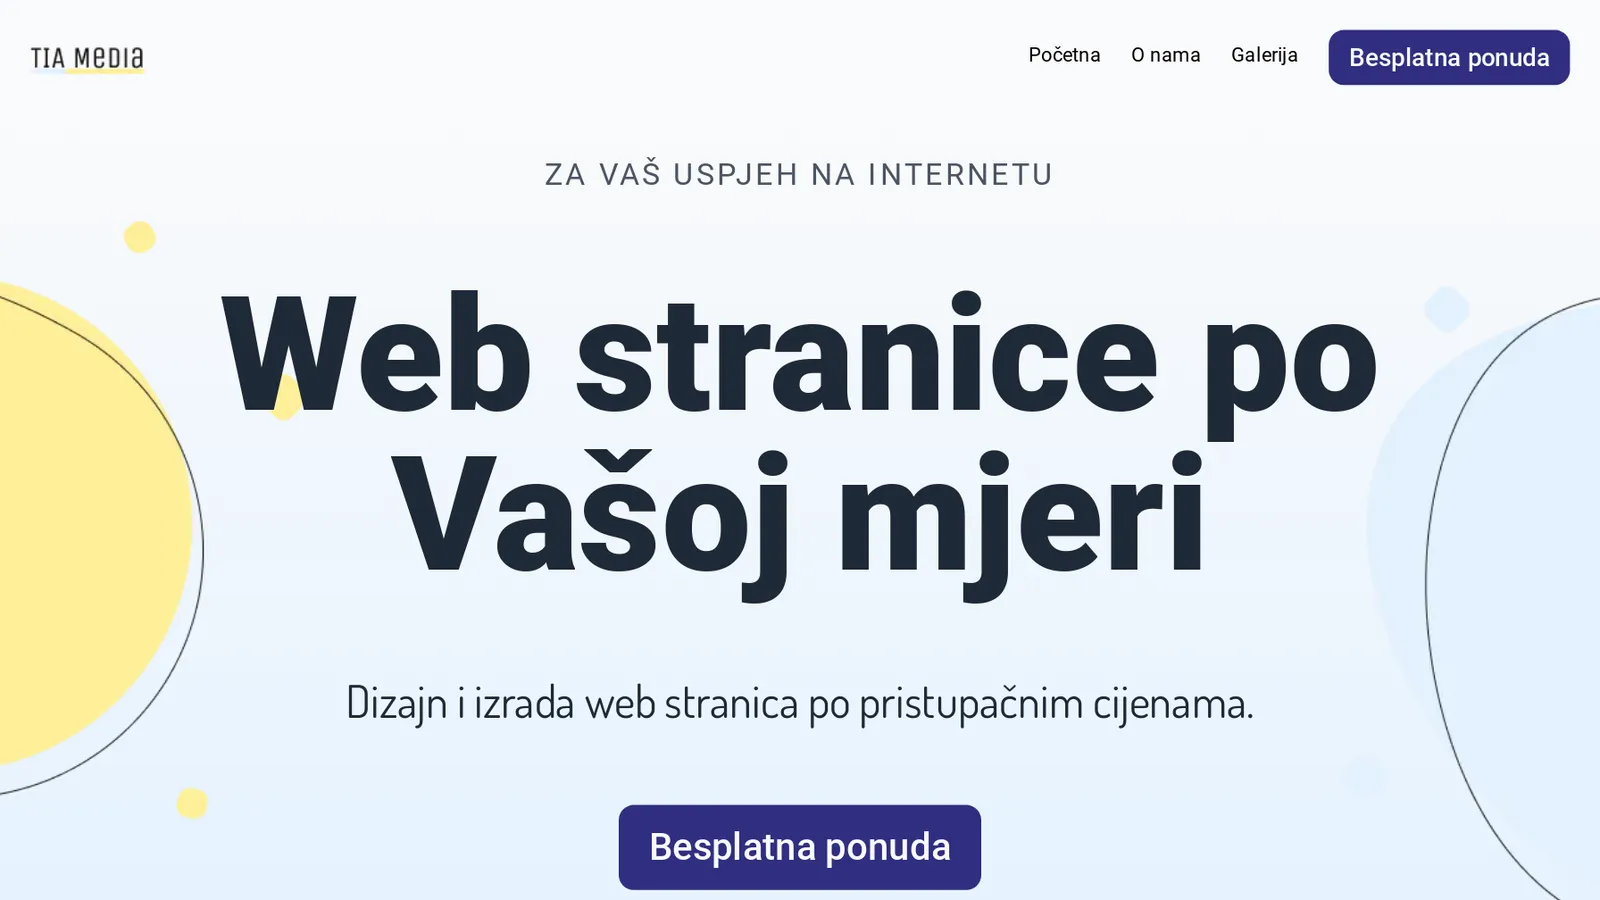 TIA MeDIa
Početna
O nama
Galerija
Besplatna ponuda
ZA VAŠ USPJEH NA INTERNETU
Web stranice po
Vašoj mjeri
Dizajn i izrada web stranica po pristupačnim cijenama.
Besplatna ponuda